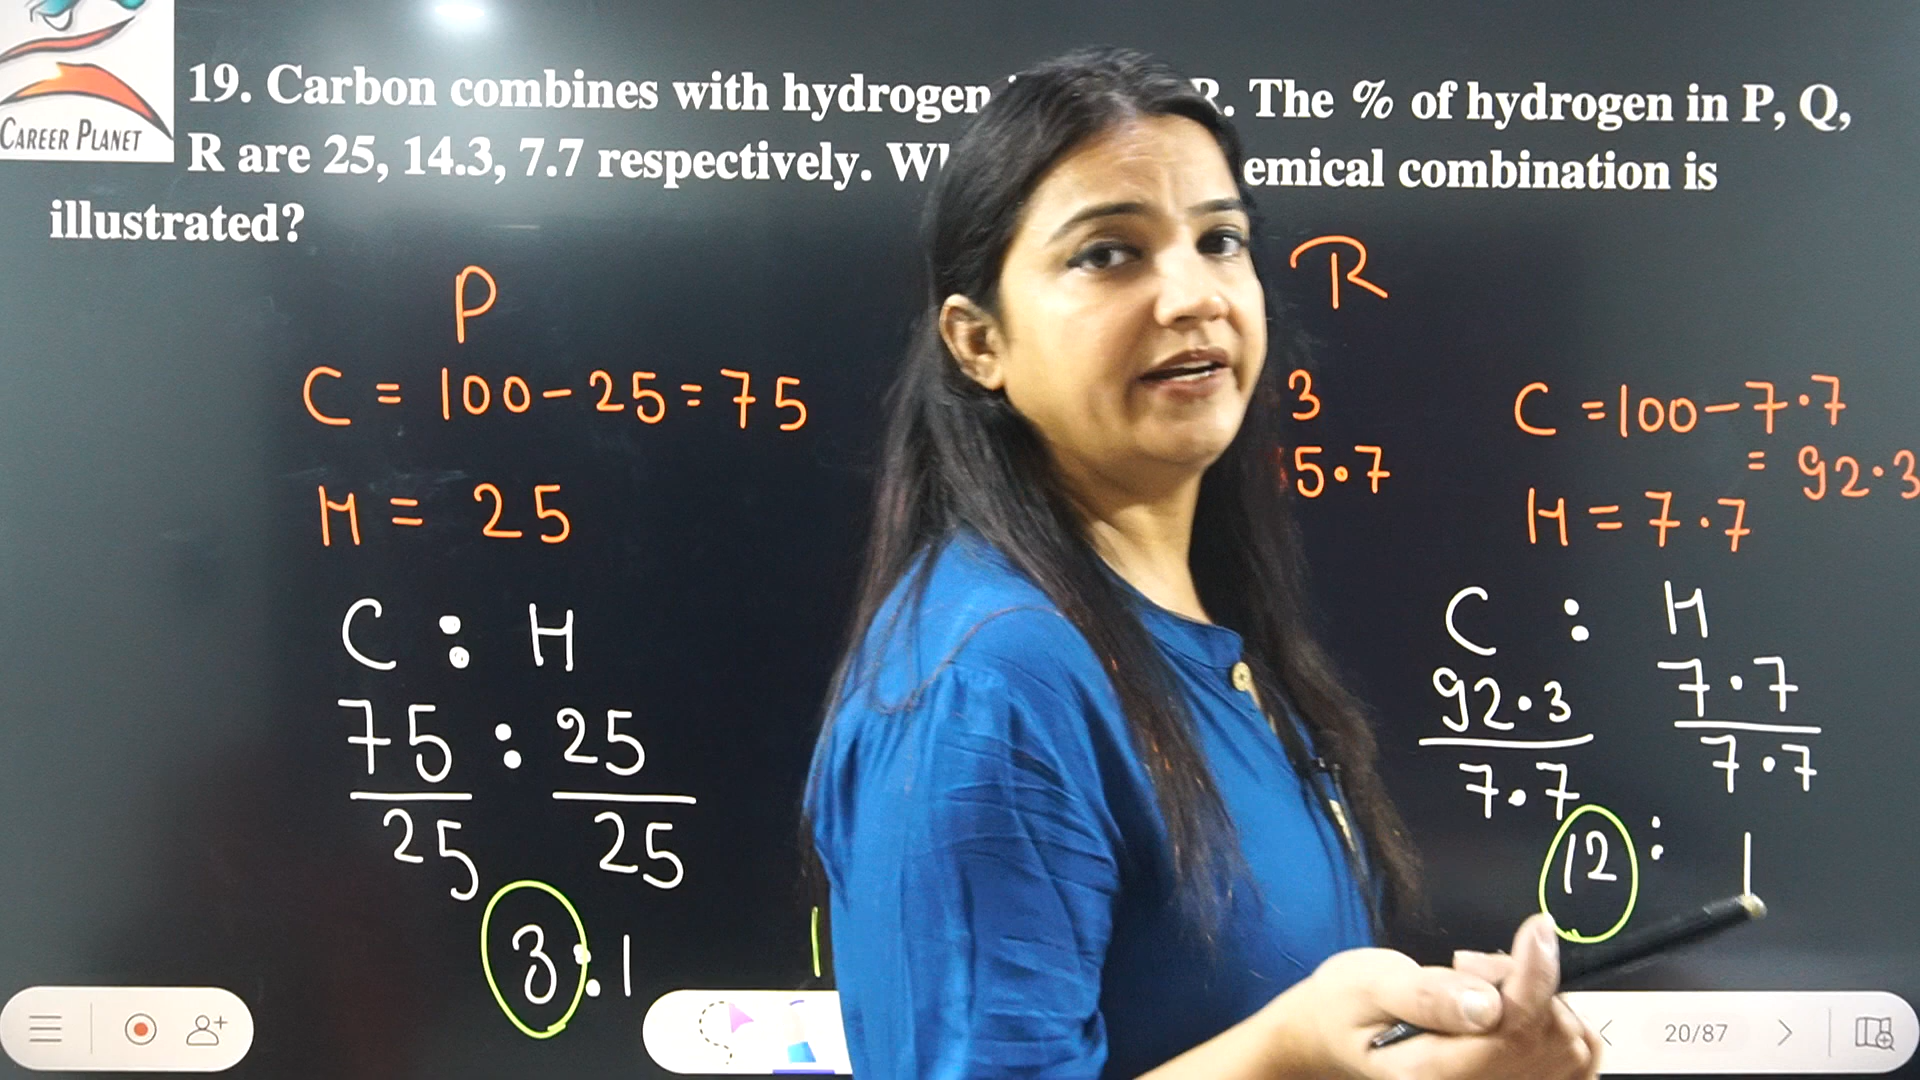 CAREER PLANET
19. Carbon combines with hydrogen R. The % of hydrogen in P, Q,
R are 25, 14.3, 7.7 respectively. emical combination is
illustrated?
P
R
C = 100 - 25 = 75
3
C = 100 - 7.7
= 92.3
5.7
H = 25
H = 7.7
C : H
C : H
75 : 25
92.3 7.7
25 25
7.7 7.7
3 : 1
12 : 1
20/87